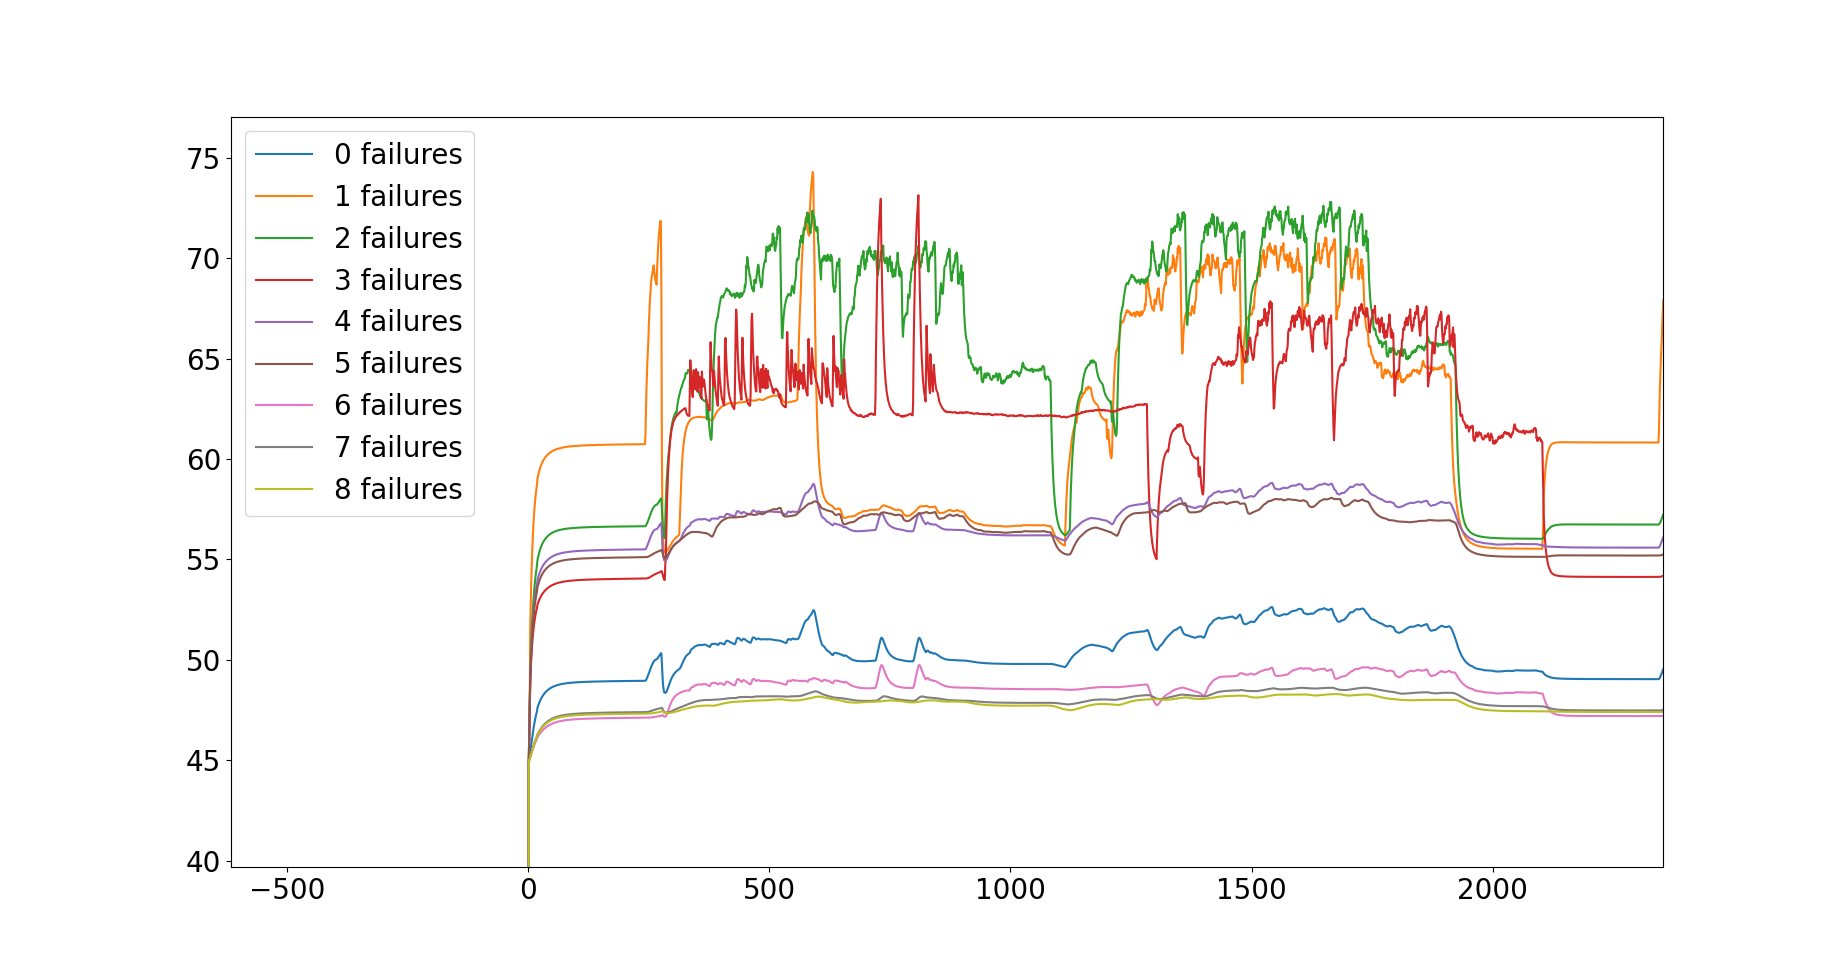 75
70
65
60
55
50
45
40
0 failures
1 failures
2 failures
3 failures
4 failures
5 failures
6 failures
7 failures
8 failures
−500 0 500 1000 1500 2000